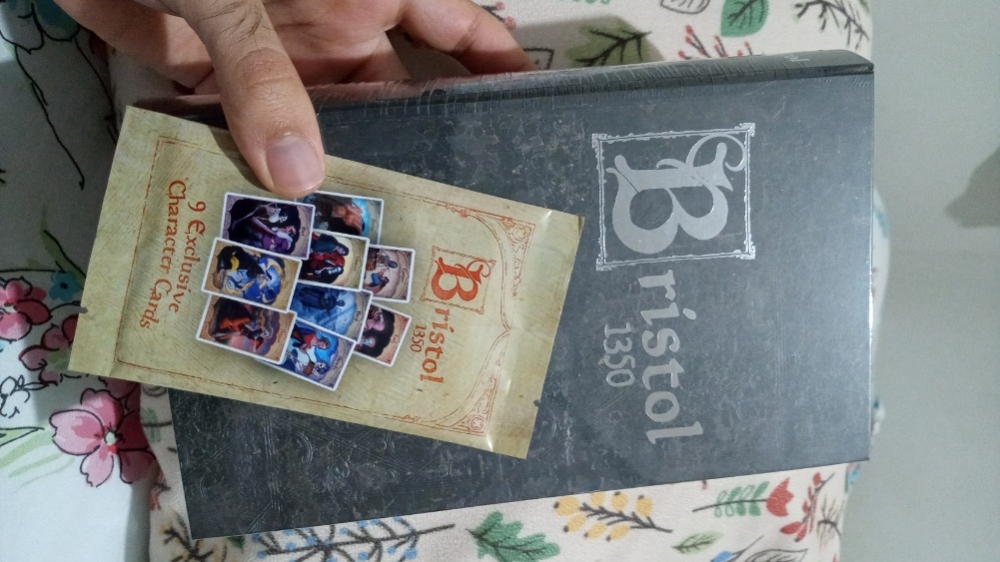 Bristol
1350
Bristol
1350
9 Exclusive
Character Cards